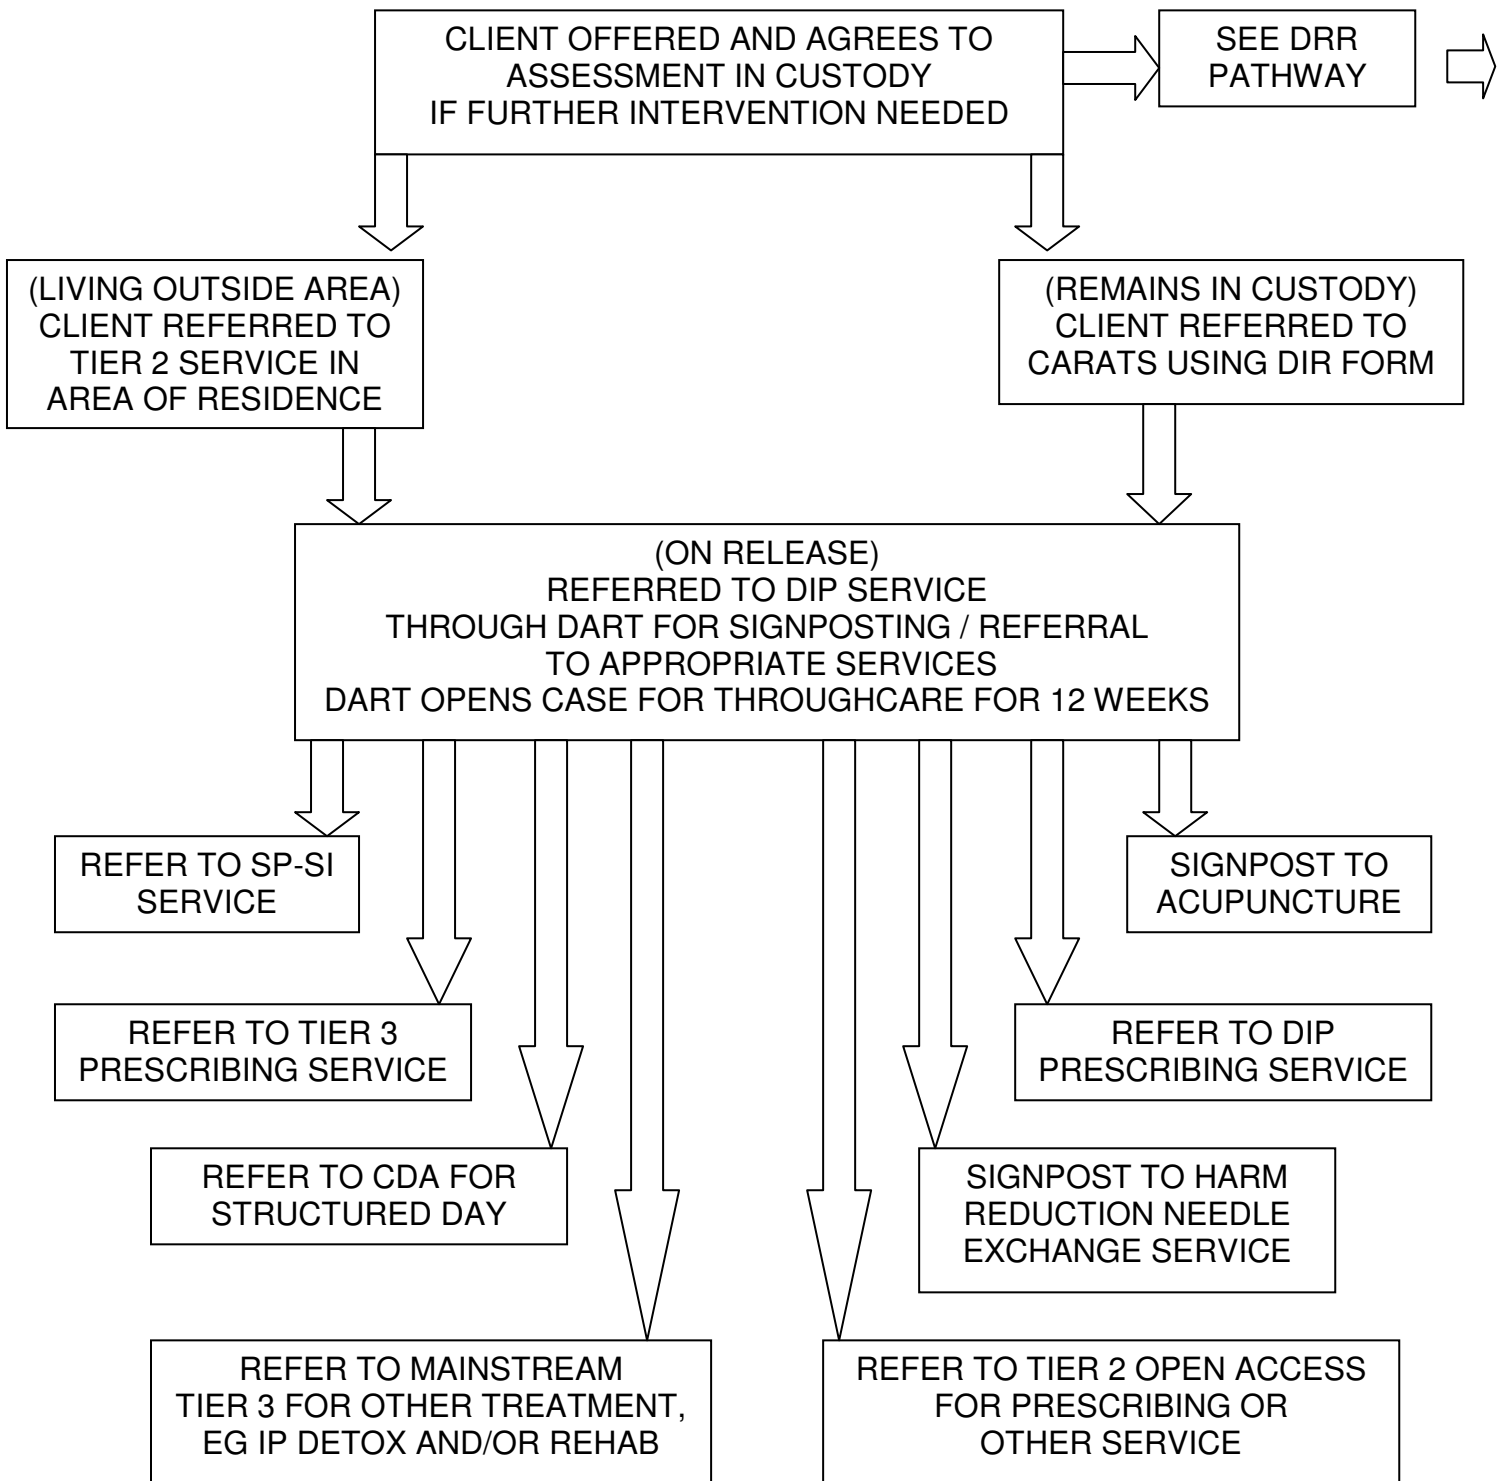 CLIENT OFFERED AND AGREES TO
ASSESSMENT IN CUSTODY
IF FURTHER INTERVENTION NEEDED
SEE DRR
PATHWAY
(LIVING OUTSIDE AREA)
CLIENT REFERRED TO
TIER 2 SERVICE IN
AREA OF RESIDENCE
(REMAINS IN CUSTODY)
CLIENT REFERRED TO
CARATS USING DIR FORM
(ON RELEASE)
REFERRED TO DIP SERVICE
THROUGH DART FOR SIGNPOSTING / REFERRAL
TO APPROPRIATE SERVICES
DART OPENS CASE FOR THROUGHCARE FOR 12 WEEKS
REFER TO SP-SI
SERVICE
SIGNPOST TO
ACUPUNCTURE
REFER TO TIER 3
PRESCRIBING SERVICE
REFER TO DIP
PRESCRIBING SERVICE
REFER TO CDA FOR
STRUCTURED DAY
SIGNPOST TO HARM
REDUCTION NEEDLE
EXCHANGE SERVICE
REFER TO MAINSTREAM
TIER 3 FOR OTHER TREATMENT,
EG IP DETOX AND/OR REHAB
REFER TO TIER 2 OPEN ACCESS
FOR PRESCRIBING OR
OTHER SERVICE